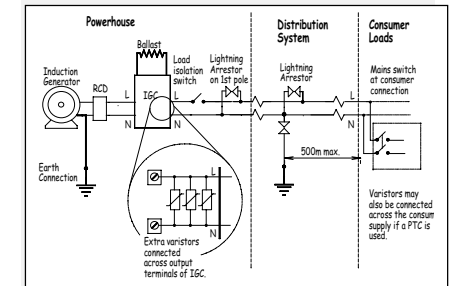 Powerhouse
Distribution
System
Consumer
Loads
Ballast
Load
isolation
switch
Lightning
Arrestor
on 1st pole
Lightning
Arrestor
Mains switch
at consumer
connection
Induction
Generator
RCD
L
IGC
L
L
N
N
N
500m max.
Earth
Connection
L
N
Extra varistors
connected
across output
terminals of IGC.
Varistors may
also be connected
across the consum
supply if a PTC is
used.